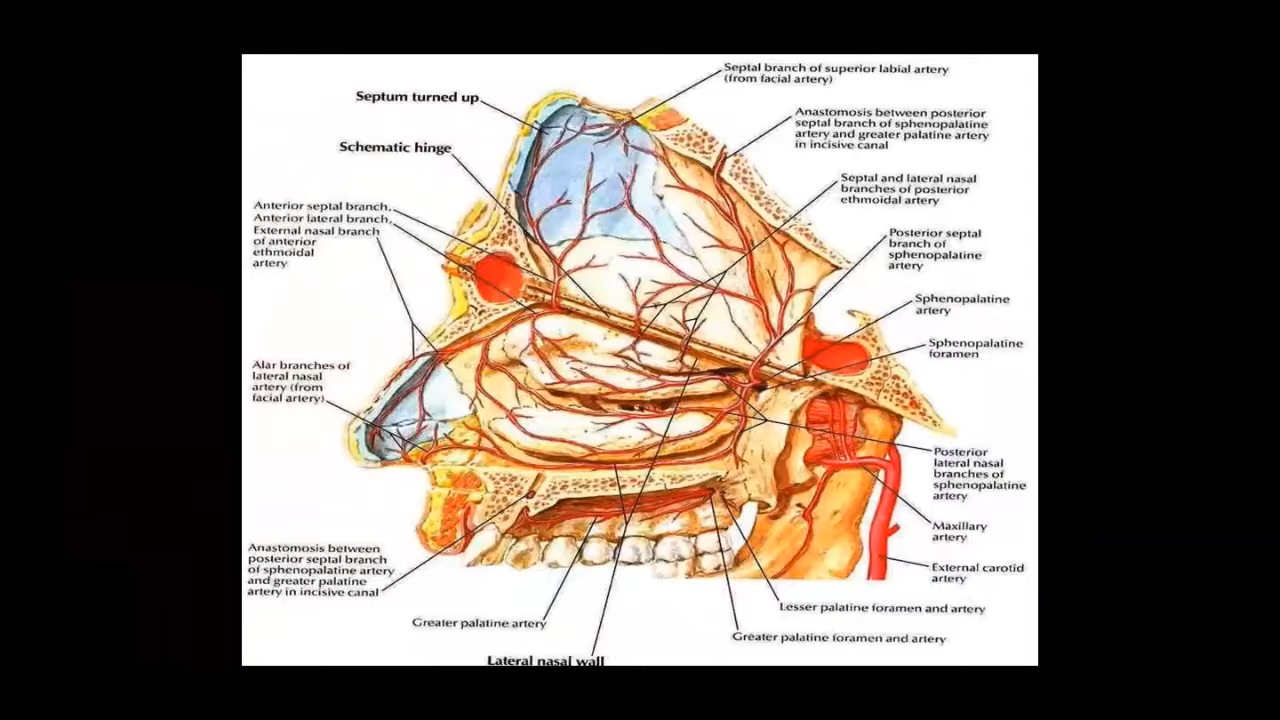 Septal branch of superior labial artery
(from facial artery)
Septum turned up
Anastomosis between posterior
septal branch of sphenopalatine
artery and greater palatine artery
in incisive canal
Schematic hinge
Septal and lateral nasal
branches of posterior
ethmoidal artery
Anterior septal branch,
Anterior lateral branch,
External nasal branch
of anterior
ethmoidal
artery
Posterior septal
branch of
sphenopalatine
artery
Sphenopalatine
artery
Sphenopalatine
foramen
Alar branches of
lateral nasal
artery (from
facial artery)
Posterior
lateral nasal
branches of
sphenopalatine
artery
Maxillary
artery
Anastomosis between
posterior septal branch
of sphenopalatine artery
and greater palatine
artery in incisive canal
External carotid
artery
Lesser palatine foramen and artery
Greater palatine artery
Greater palatine foramen and artery
Lateral nasal wall